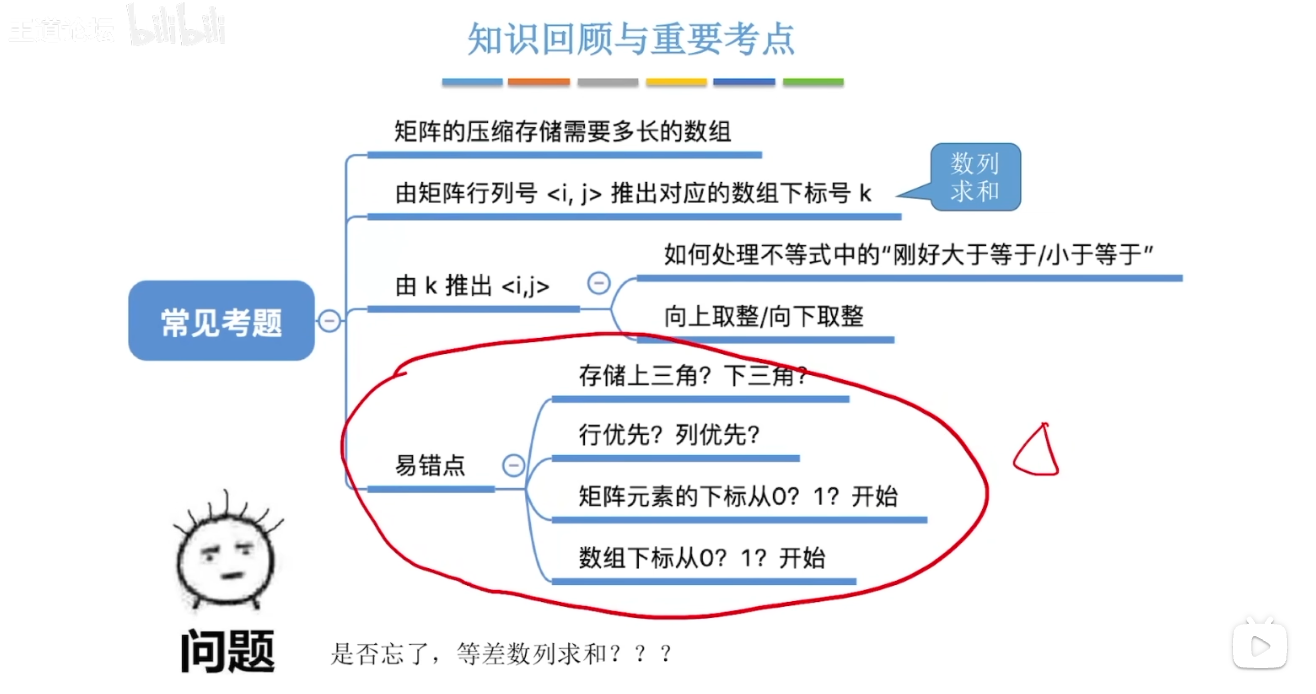 bilibili
知识回顾与重要考点
矩阵的压缩存储需要多长的数组
由矩阵行列号 <i, j> 推出对应的数组下标号 k
数列
求和
由 k 推出 <i,j>
如何处理不等式中的“刚好大于等于/小于等于”
向上取整/向下取整
常见考题
易错点
存储上三角？下三角？
行优先？列优先？
矩阵元素的下标从0？1？开始
数组下标从0？1？开始
问题
是否忘了，等差数列求和？？？